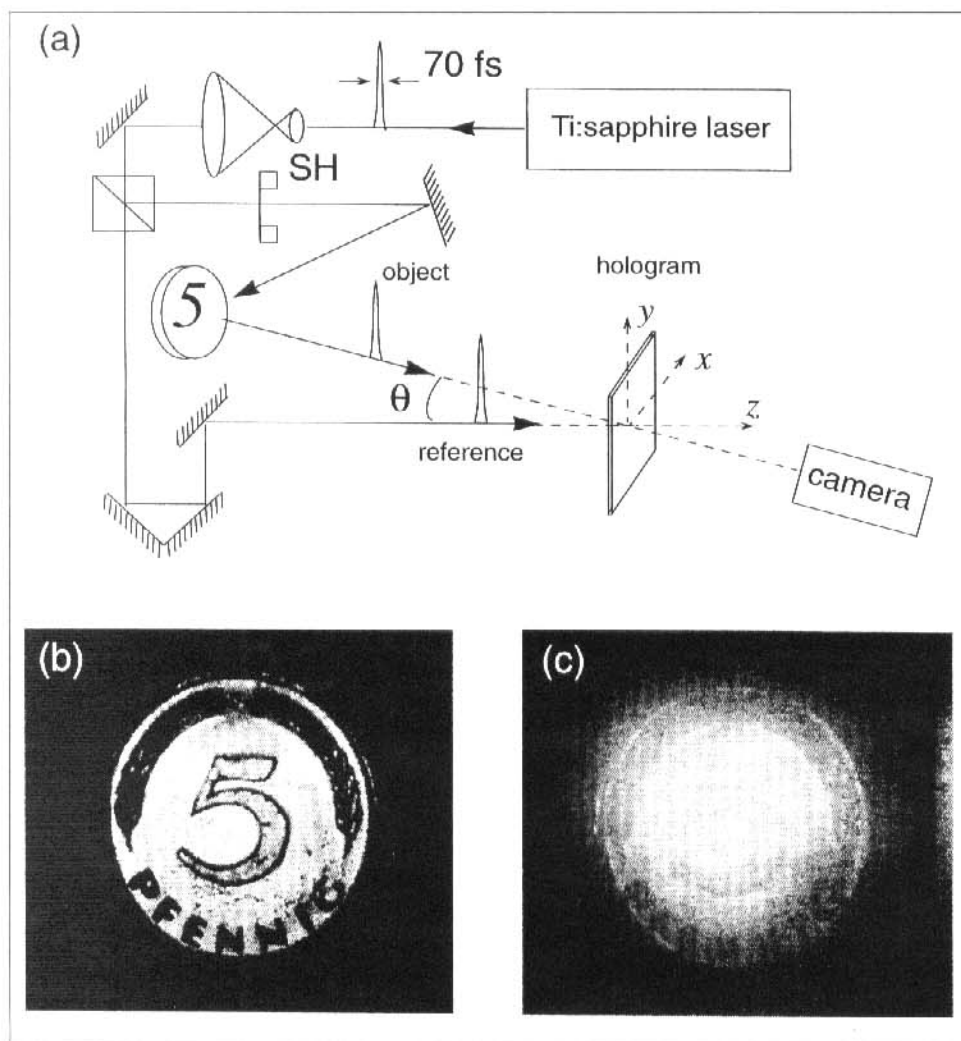 (a)
70 fs
Ti:sapphire laser
SH
object
hologram
5
y
x
θ
z
reference
camera
(b)
(c)
5
PFENNIG